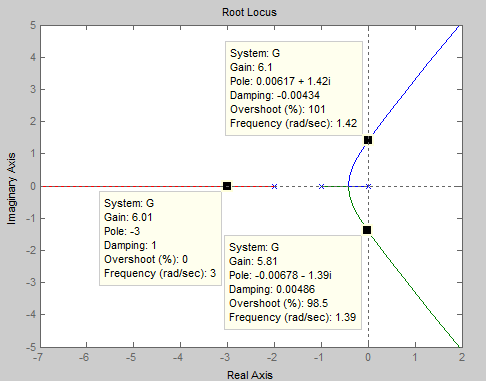 Root Locus
5
4
3
2
1
0
-1
-2
-3
-4
-5
Imaginary Axis
System: G
Gain: 6.1
Pole: 0.00617 + 1.42i
Damping: -0.00434
Overshoot (%): 101
Frequency (rad/sec): 1.42
System: G
Gain: 6.01
Pole: -3
Damping: 1
Overshoot (%): 0
Frequency (rad/sec): 3
System: G
Gain: 5.81
Pole: -0.00678 - 1.39i
Damping: 0.00486
Overshoot (%): 98.5
Frequency (rad/sec): 1.39
-7 -6 -5 -4 -3 -2 -1 0 1 2
Real Axis